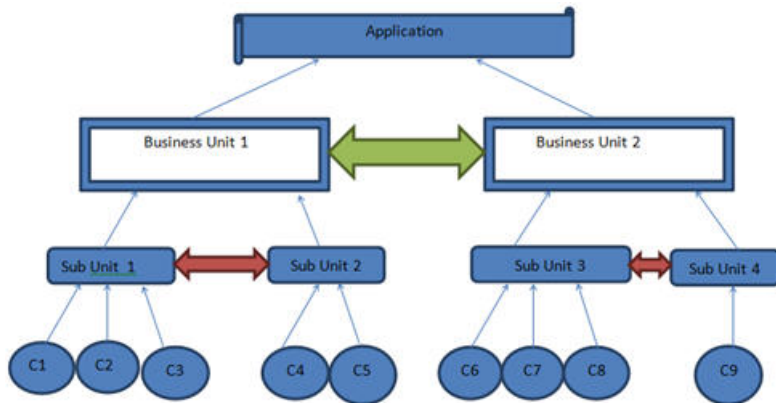 Application
Business Unit 1
Business Unit 2
Sub Unit 1
Sub Unit 2
Sub Unit 3
Sub Unit 4
C1
C2
C3
C4
C5
C6
C7
C8
C9